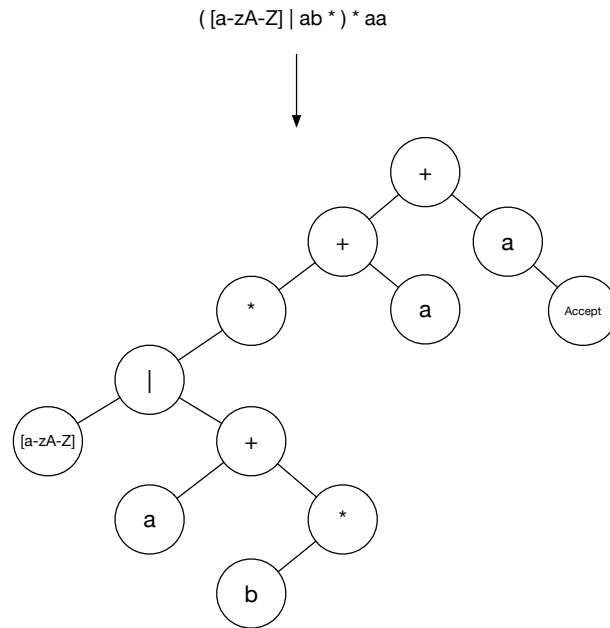 ( [a-zA-Z] | ab * ) * aa
+
+
a
*
a
Accept
|
[a-zA-Z]
+
a
*
b